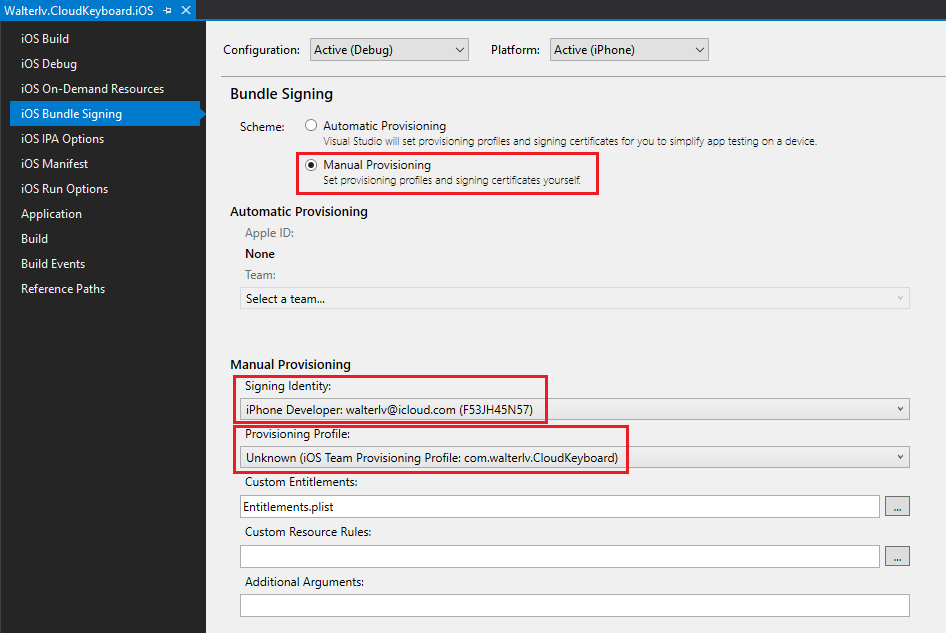 Walterlv.CloudKeyboard.iOS
iOS Build
iOS Debug
iOS On-Demand Resources
iOS Bundle Signing
iOS IPA Options
iOS Manifest
iOS Run Options
Application
Build
Build Events
Reference Paths
Configuration: Active (Debug) Platform: Active (iPhone)
Bundle Signing
Scheme: Automatic Provisioning
Visual Studio will set provisioning profiles and signing certificates for you to simplify app testing on a device.
Manual Provisioning
Set provisioning profiles and signing certificates yourself.
Automatic Provisioning
Apple ID:
None
Team:
Select a team...
Manual Provisioning
Signing Identity:
iPhone Developer: walterlv@icloud.com (F53JH45N57)
Provisioning Profile:
Unknown (iOS Team Provisioning Profile: com.walterlv.CloudKeyboard)
Custom Entitlements:
Entitlements.plist ...
Custom Resource Rules:
...
Additional Arguments: